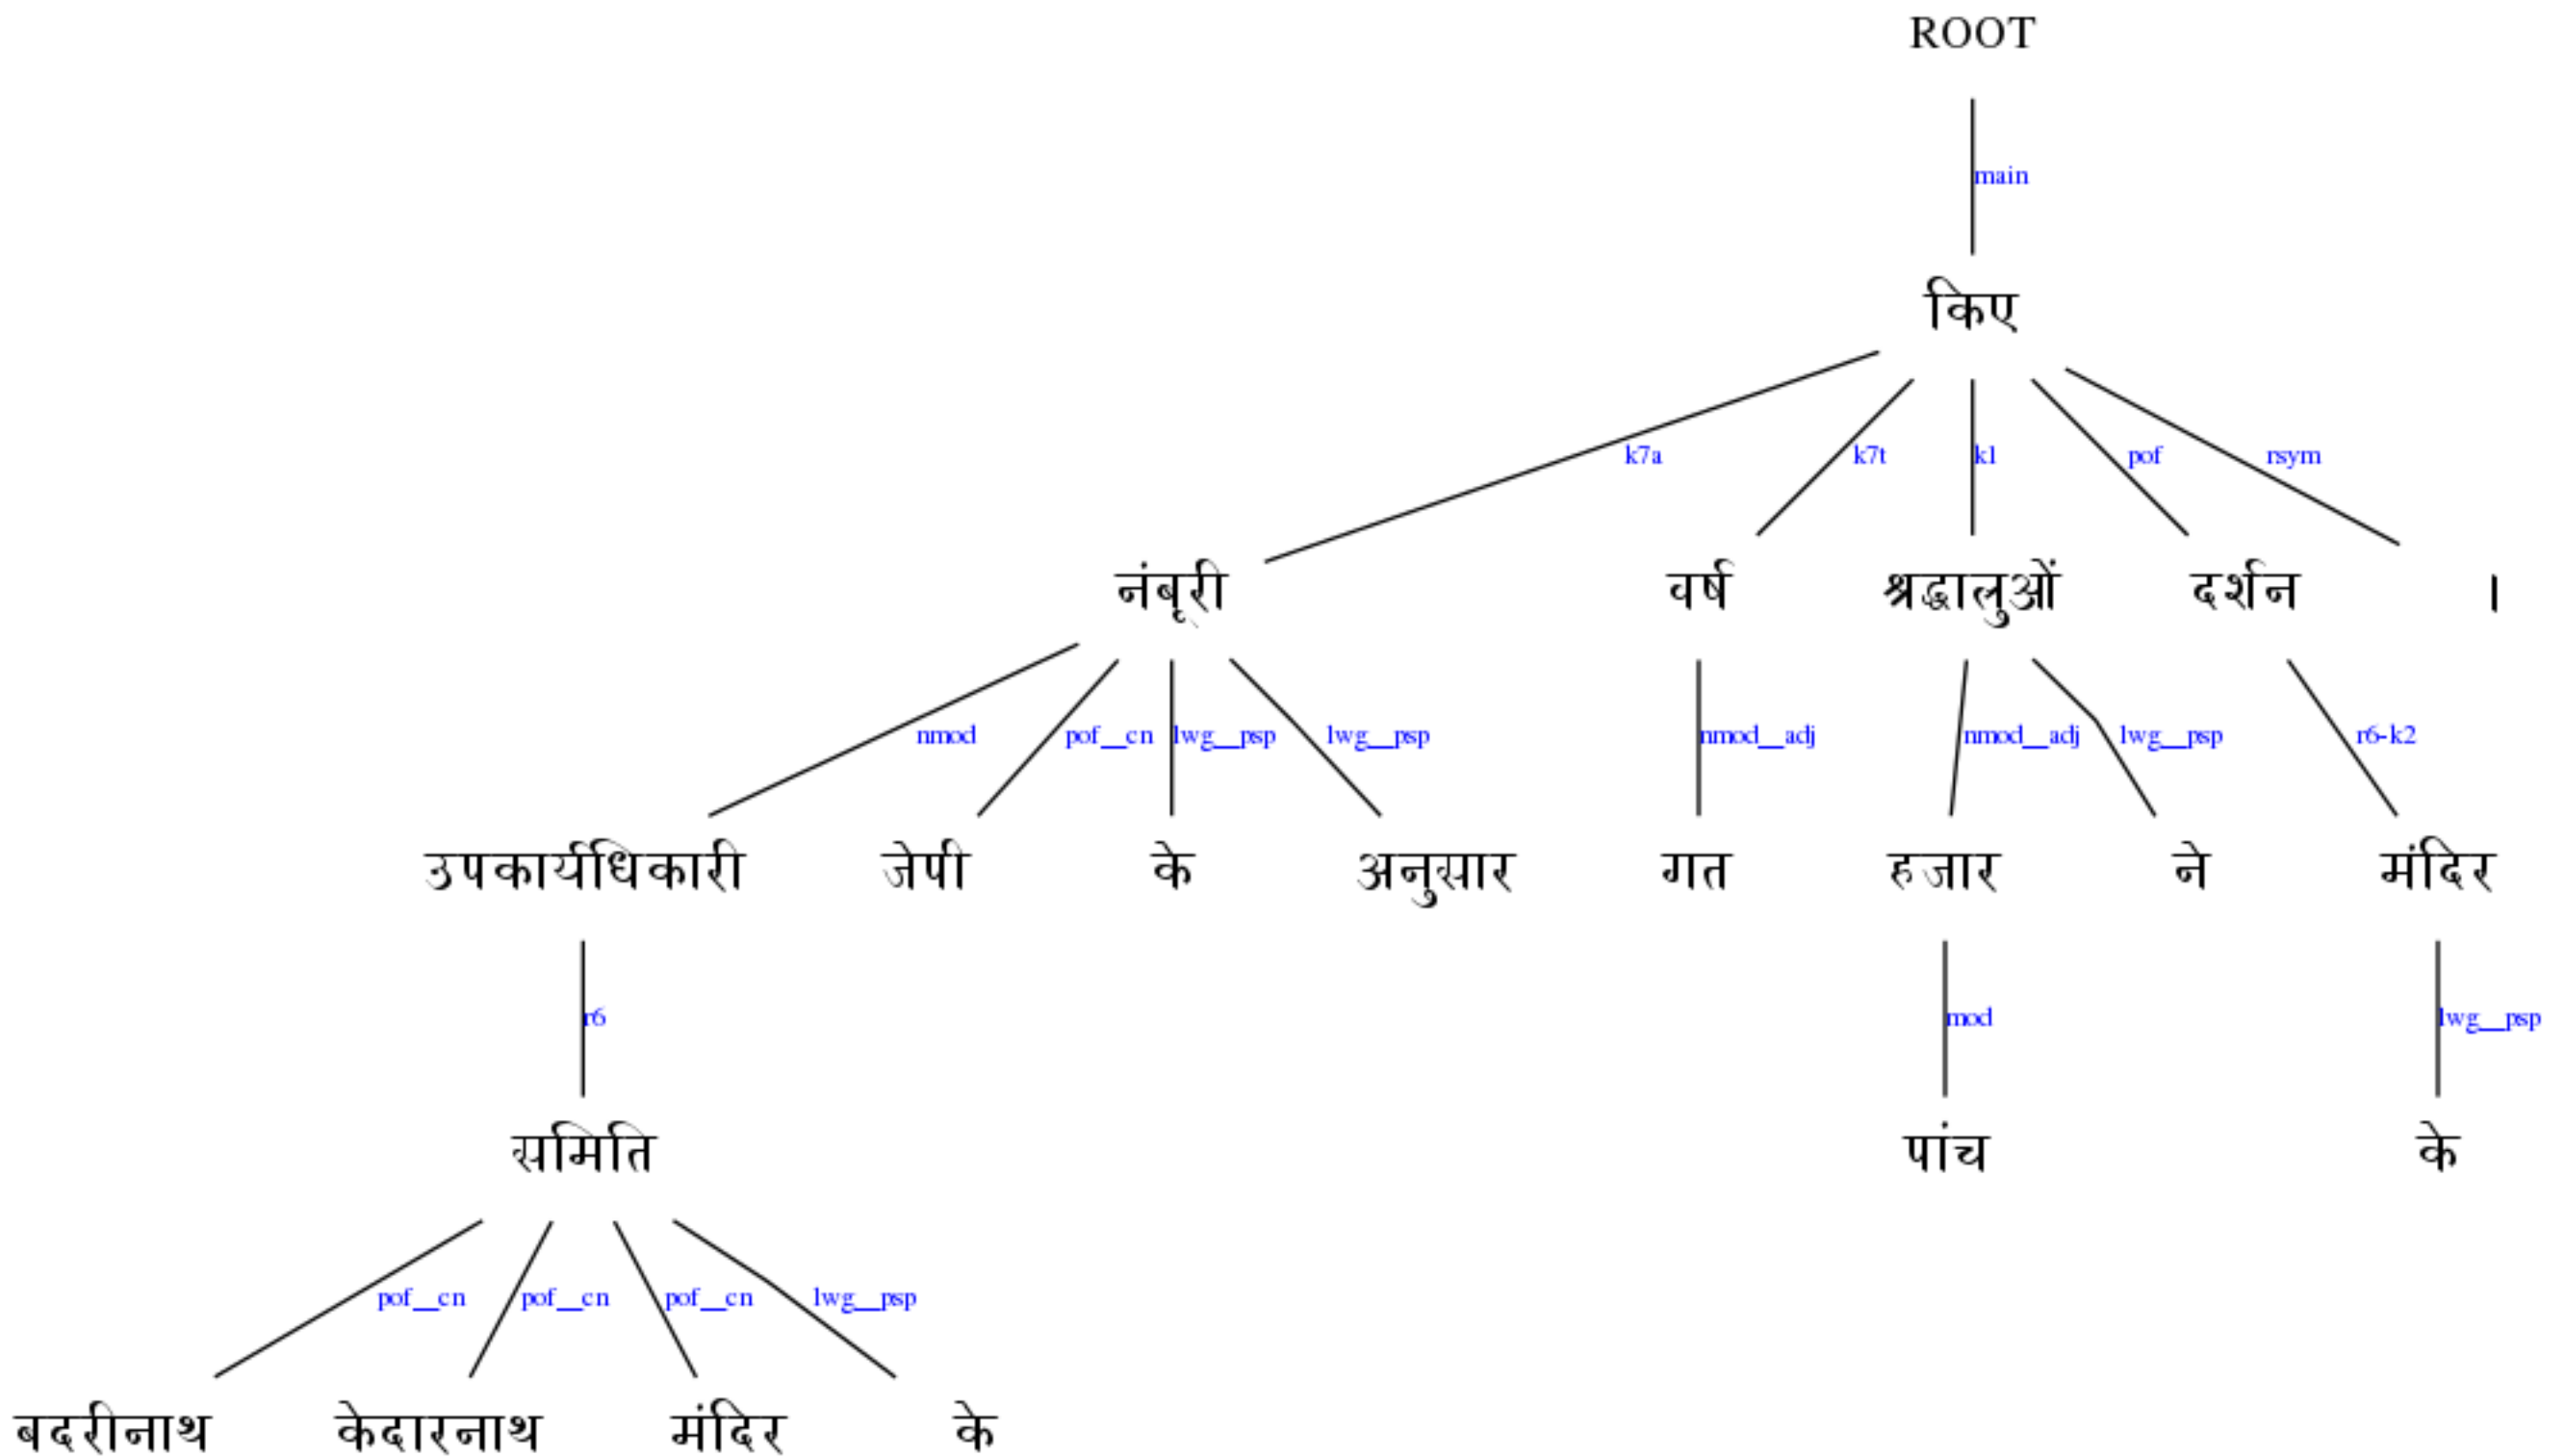 ROOT
main
किए
k7a k7t k1 pof rsym
नंबूरी वर्ष श्रद्धालुओं दर्शन ।
nmod pof__cn lwg__psp lwg__psp nmod__adj nmod__adj lwg__psp r6-k2
उपकार्यधिकारी जेपी के अनुसार गत हजार ने मंदिर
r6 mod lwg__psp
समिति पांच के
pof__cn pof__cn pof__cn lwg__psp
बदरीनाथ केदारनाथ मंदिर के